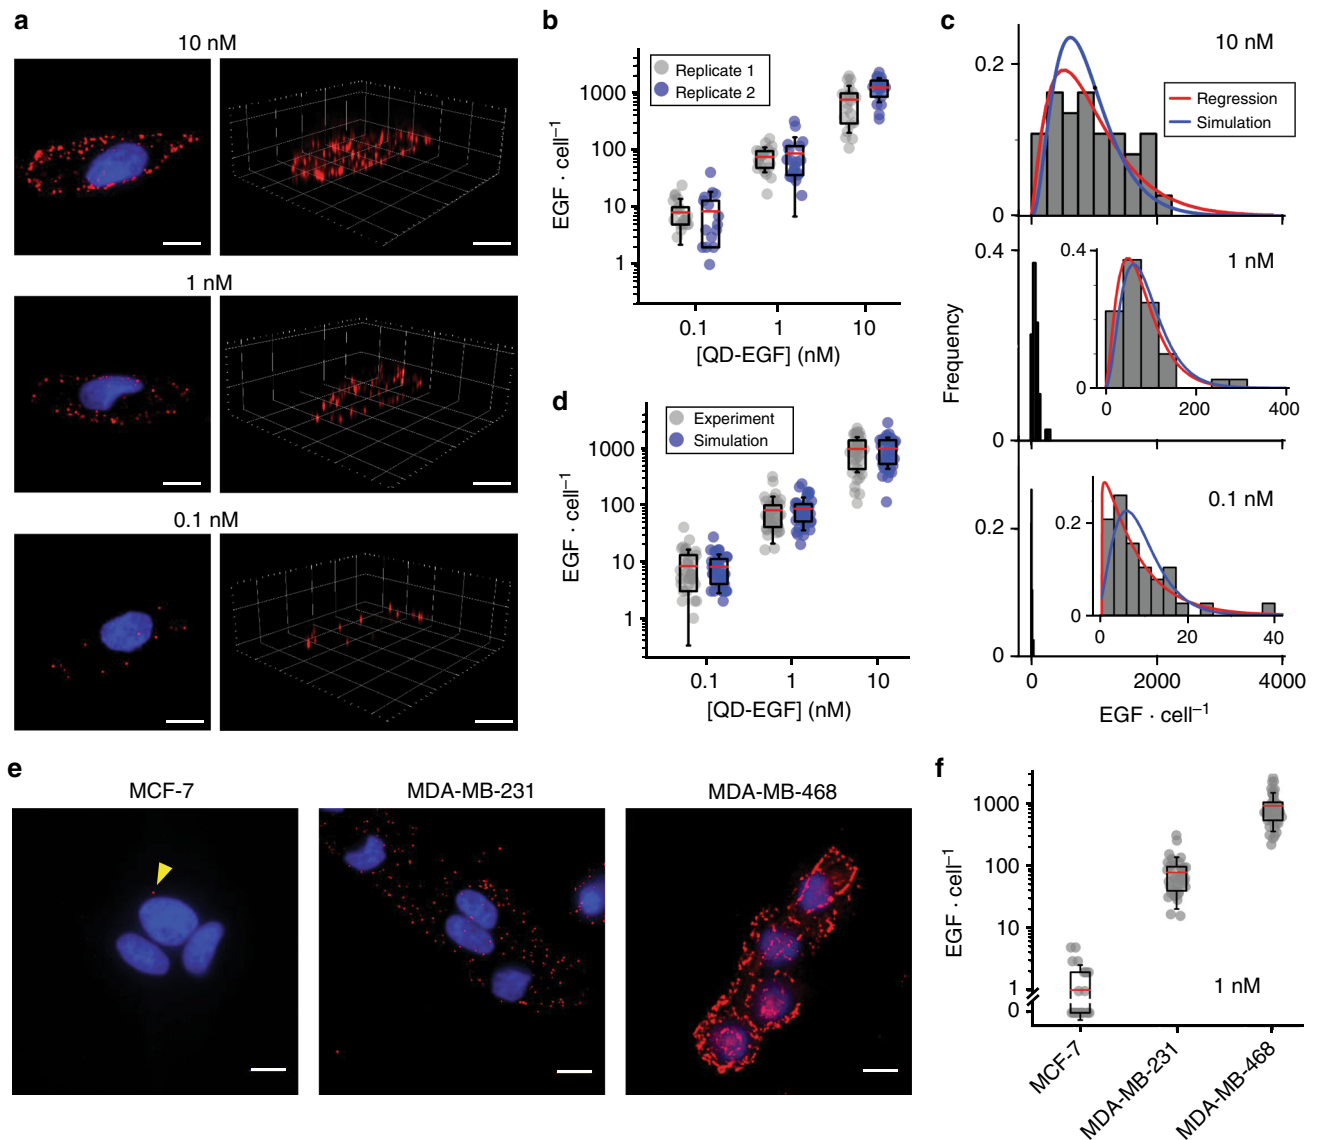 a
10 nM
1 nM
0.1 nM
b
Replicate 1
Replicate 2
1000
100
10
1
EGF · cell⁻¹
0.1
1
10
[QD-EGF] (nM)
c
10 nM
Regression
Simulation
0.2
0
0.4
0
1 nM
0.4
0
0
200
400
Frequency
0.1 nM
0.2
0
0.2
0
0
20
40
0
2000
4000
EGF · cell⁻¹
d
Experiment
Simulation
1000
100
10
1
EGF · cell⁻¹
0.1
1
10
[QD-EGF] (nM)
e
MCF-7
MDA-MB-231
MDA-MB-468
f
1000
100
10
1
0
EGF · cell⁻¹
1 nM
MCF-7
MDA-MB-231
MDA-MB-468